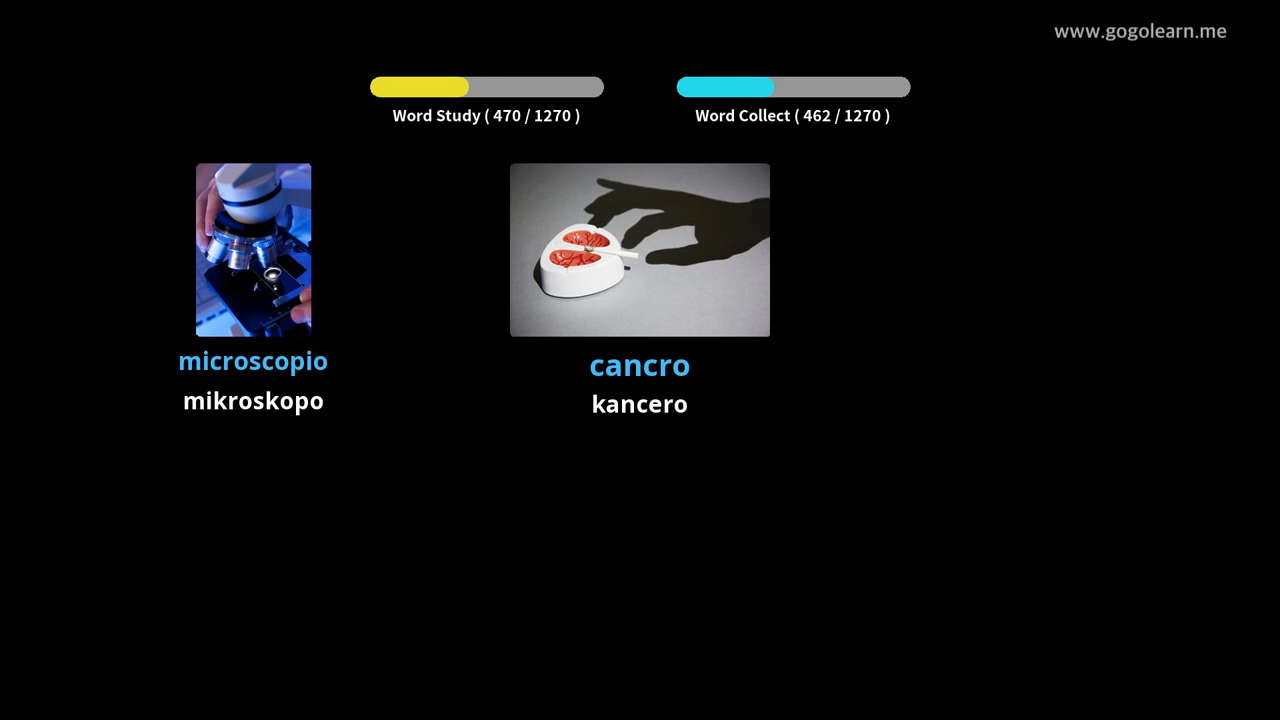 www.gogolearn.me
Word Study ( 470 / 1270 )
Word Collect ( 462 / 1270 )
microscopio
mikroskopo
cancro
kancero